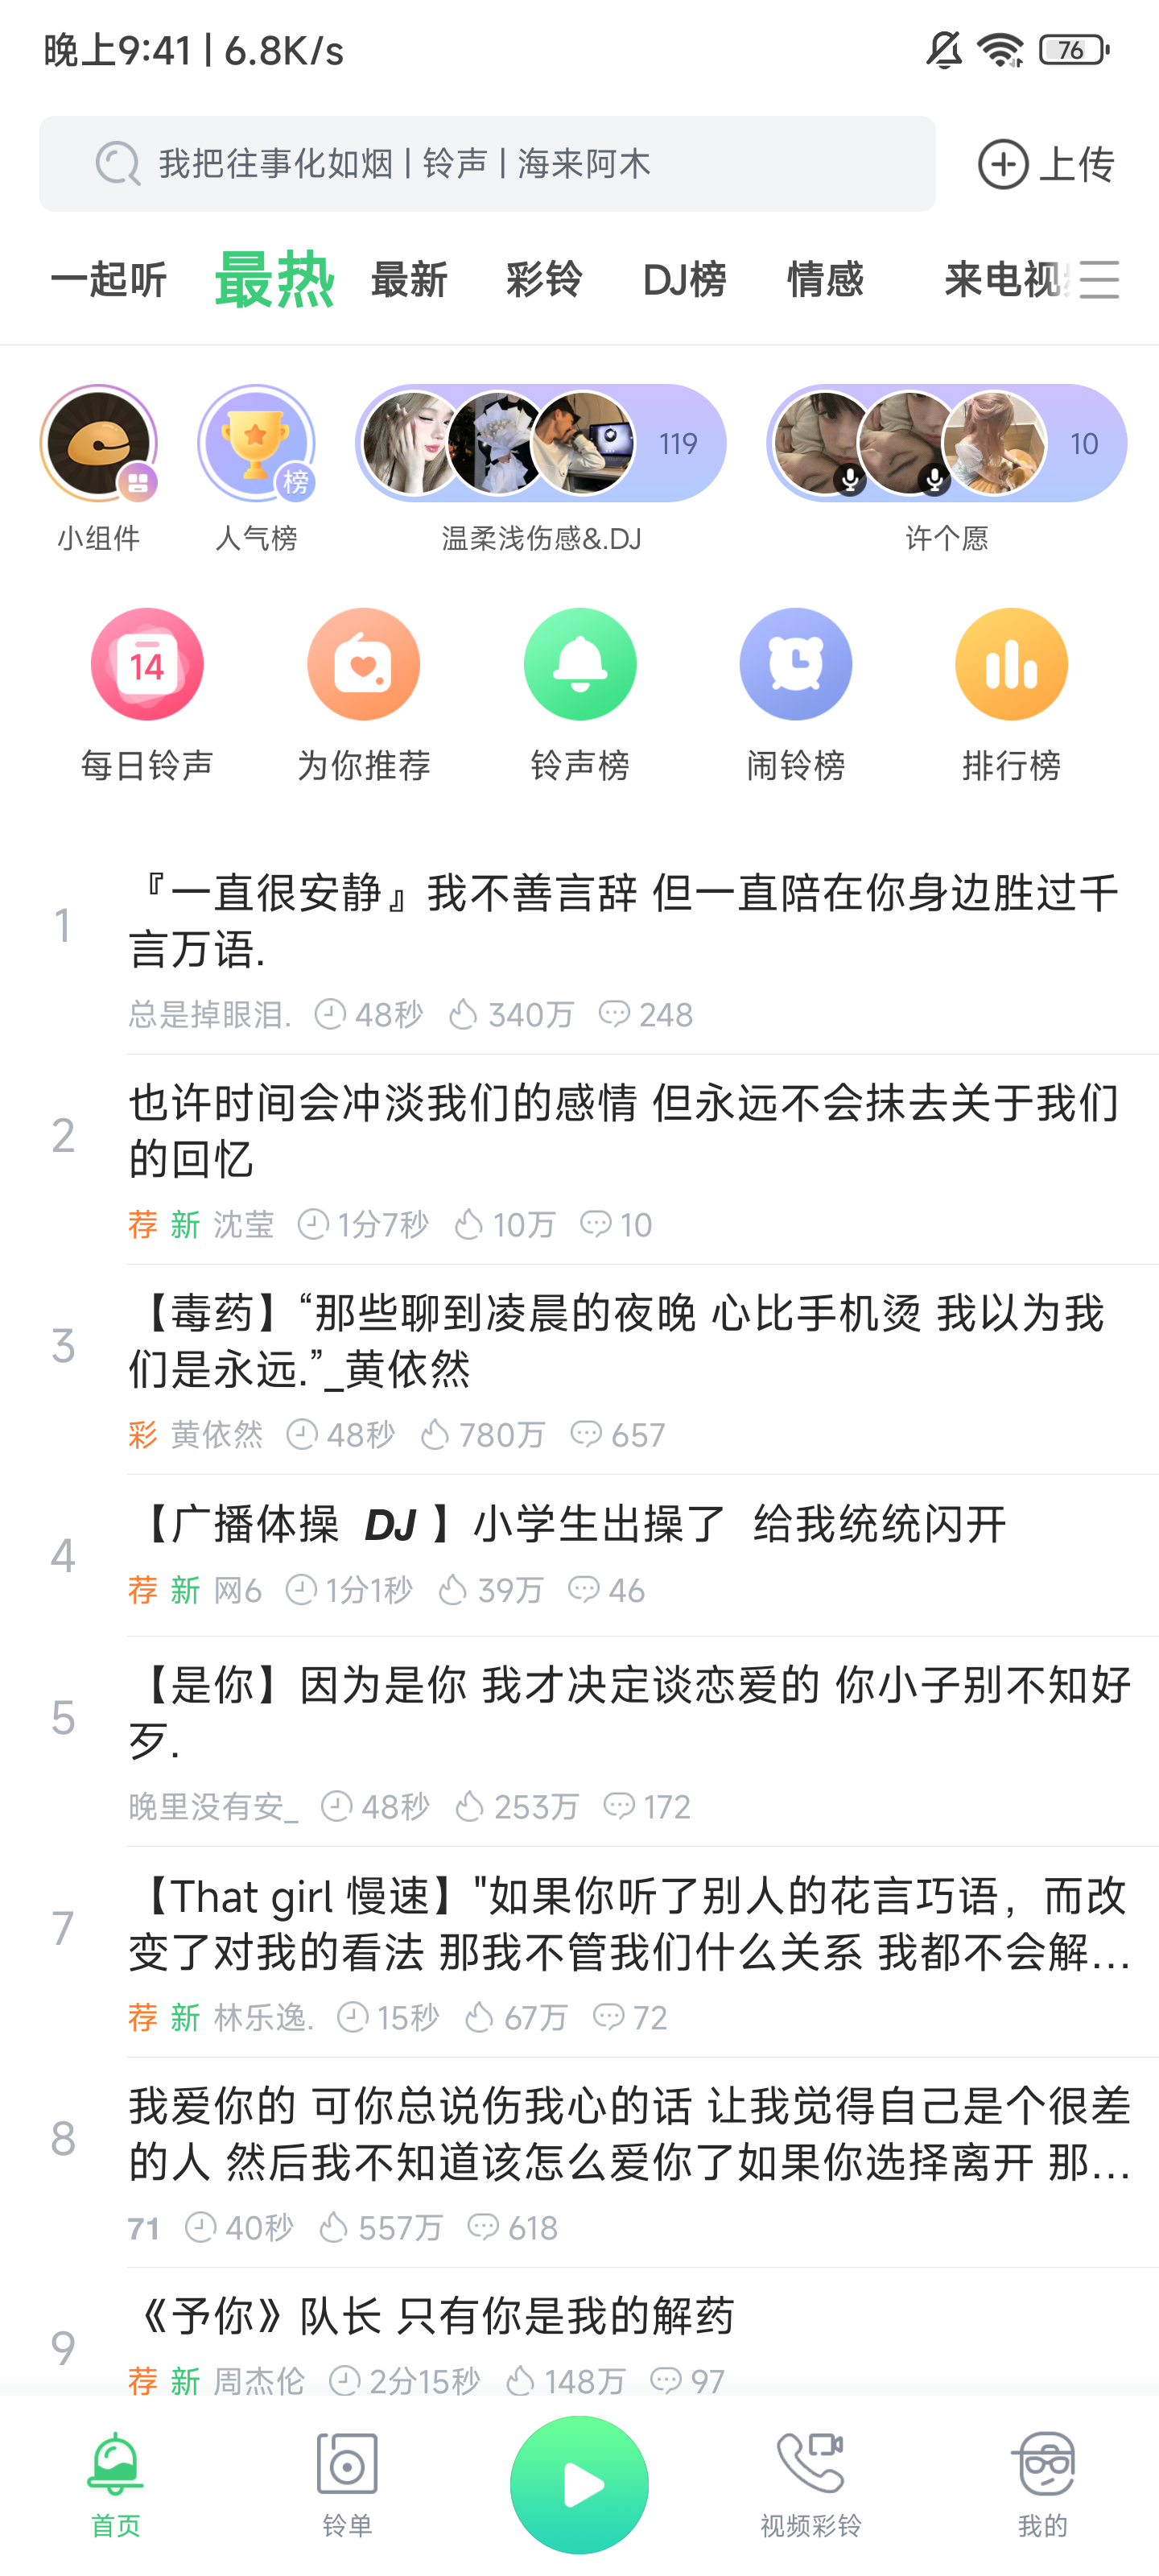 晚上9:41 | 6.8K/s
76
我把往事化如烟 | 铃声 | 海来阿木
上传
一起听 最热 最新 彩铃 DJ榜 情感 来电视
榜
119
10
小组件 人气榜 温柔浅伤感&.DJ 许个愿
14
每日铃声 为你推荐 铃声榜 闹铃榜 排行榜
1
『一直很安静』我不善言辞 但一直陪在你身边胜过千
言万语.
总是掉眼泪. 48秒 340万 248
2
也许时间会冲淡我们的感情 但永远不会抹去关于我们
的回忆
荐 新 沈莹 1分7秒 10万 10
3
【毒药】“那些聊到凌晨的夜晚 心比手机烫 我以为我
们是永远.”_黄依然
彩 黄依然 48秒 780万 657
4
【广播体操 DJ 】小学生出操了 给我统统闪开
荐 新 网6 1分1秒 39万 46
5
【是你】因为是你 我才决定谈恋爱的 你小子别不知好
歹.
晚里没有安_ 48秒 253万 172
7
【That girl 慢速】"如果你听了别人的花言巧语，而改
变了对我的看法 那我不管我们什么关系 我都不会解...
荐 新 林乐逸. 15秒 67万 72
8
我爱你的 可你总说伤我心的话 让我觉得自己是个很差
的人 然后我不知道该怎么爱你了如果你选择离开 那...
71 40秒 557万 618
9
《予你》队长 只有你是我的解药
荐 新 周杰伦 2分15秒 148万 97
首页 铃单 视频彩铃 我的